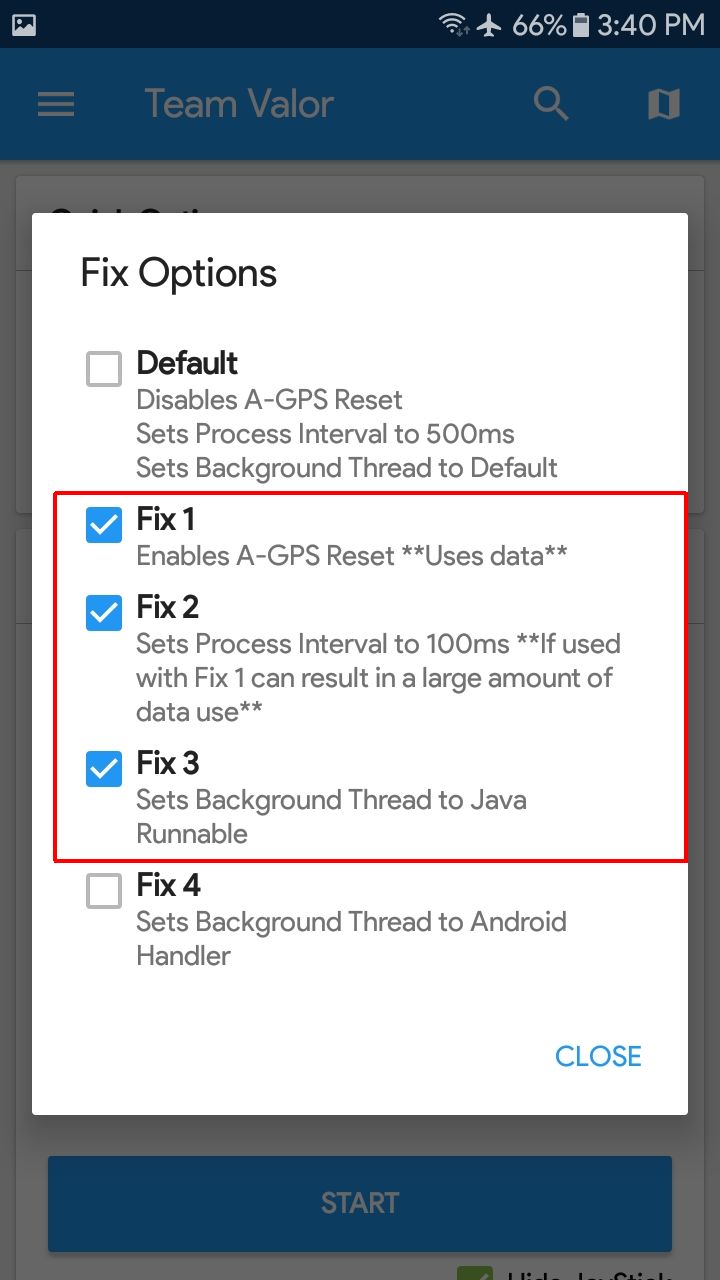 66% 3:40 PM
Team Valor
Fix Options
Default
Disables A-GPS Reset
Sets Process Interval to 500ms
Sets Background Thread to Default
Fix 1
Enables A-GPS Reset **Uses data**
Fix 2
Sets Process Interval to 100ms **If used
with Fix 1 can result in a large amount of
data use**
Fix 3
Sets Background Thread to Java
Runnable
Fix 4
Sets Background Thread to Android
Handler
CLOSE
START
Hide JoyStick